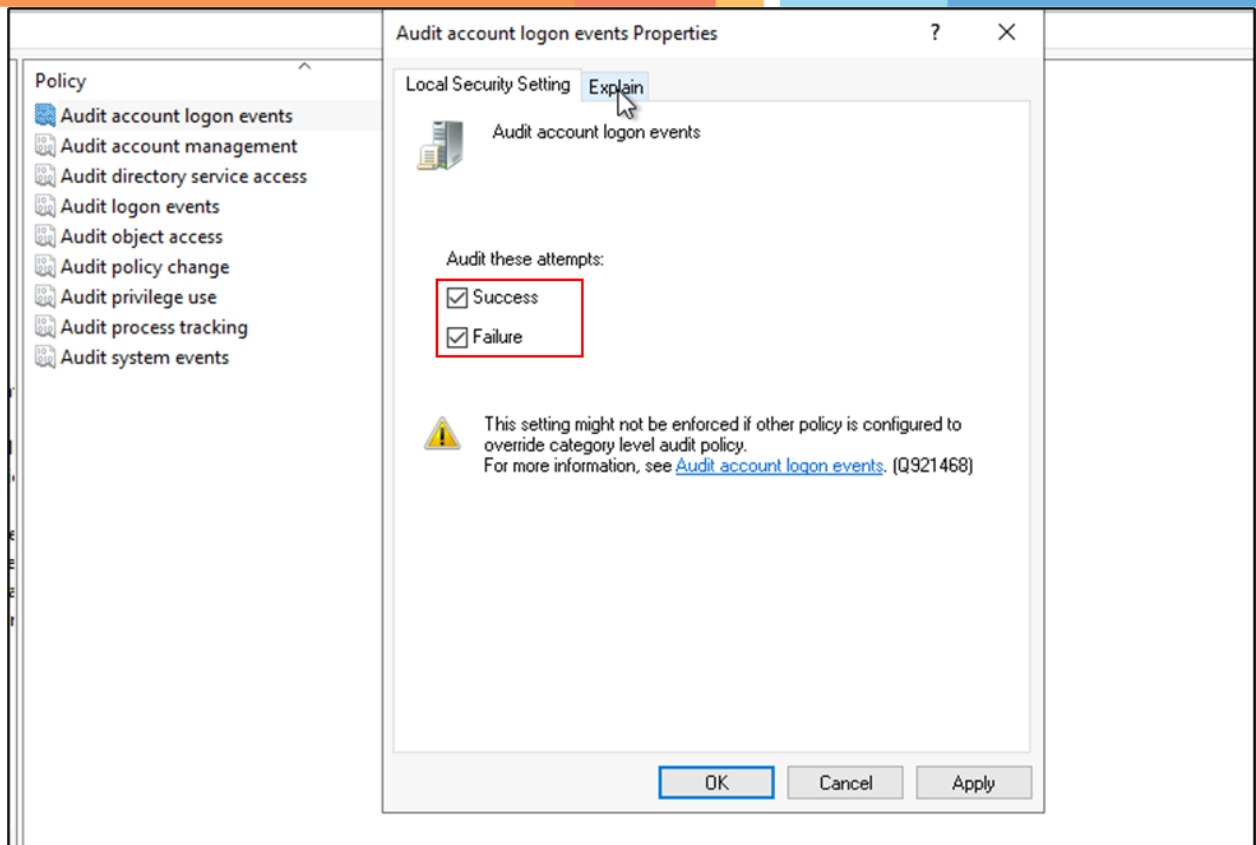 Audit account logon events Properties
?
Policy
Audit account logon events
Audit account management
Audit directory service access
Audit logon events
Audit object access
Audit policy change
Audit privilege use
Audit process tracking
Audit system events
Local Security Setting
Explain
Audit account logon events
Audit these attempts:
Success
Failure
This setting might not be enforced if other policy is configured to
override category level audit policy.
For more information, see Audit account logon events. (Q921468)
OK
Cancel
Apply